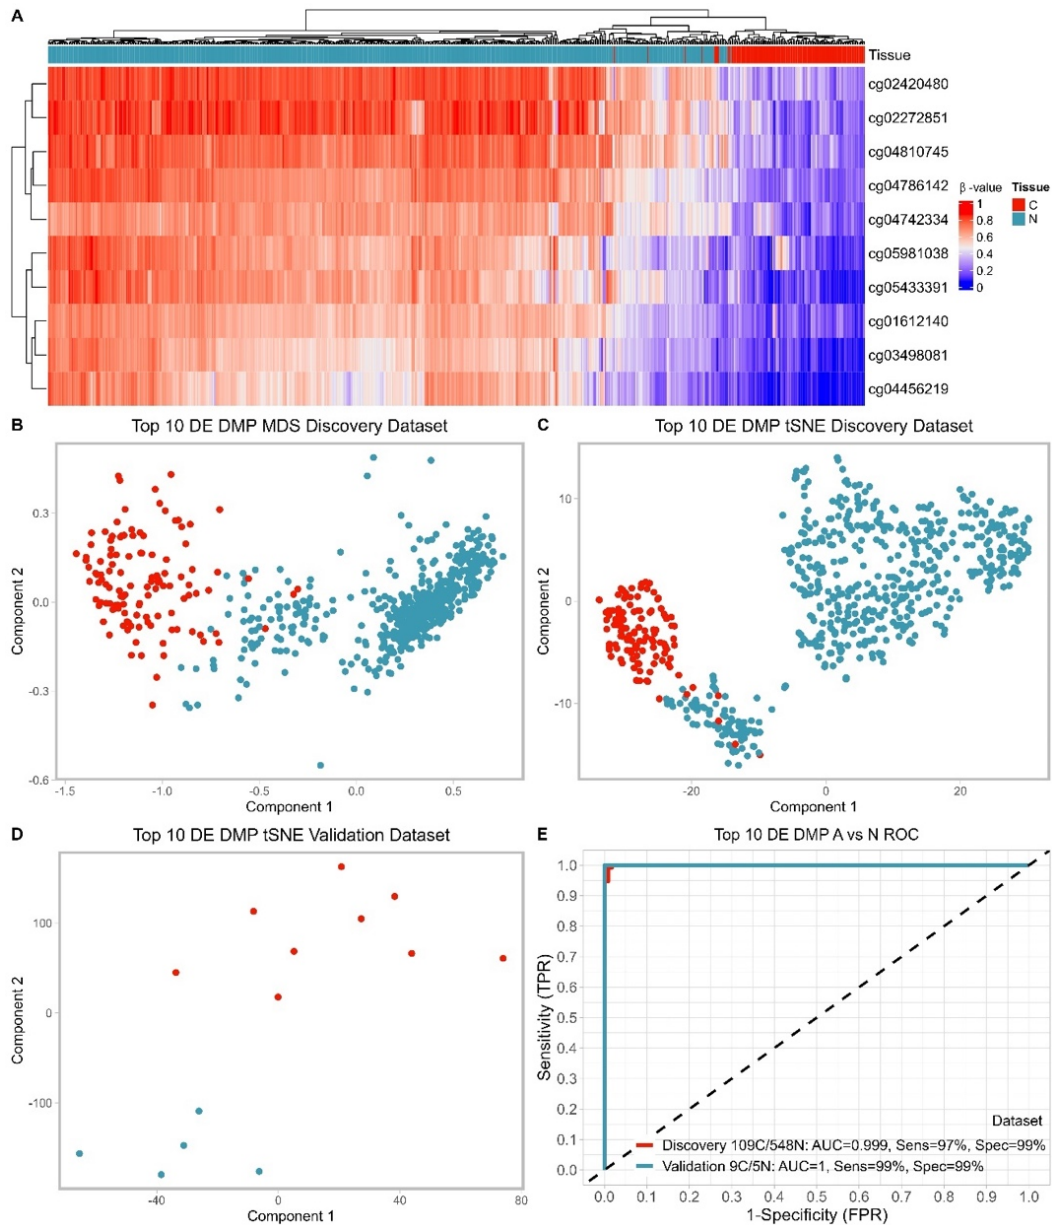 A
Tissue
cg02420480
cg02272851
cg04810745
cg04786142
cg04742334
cg05981038
cg05433391
cg01612140
cg03498081
cg04456219
β -value
1
0.8
0.6
0.4
0.2
0
Tissue
C
N
B
Top 10 DE DMP MDS Discovery Dataset
Component 2
0.3
0.0
-0.3
-0.6
-1.5 -1.0 -0.5 0.0 0.5
Component 1
C
Top 10 DE DMP tSNE Discovery Dataset
Component 2
10
0
-10
-20 0 20
Component 1
D
Top 10 DE DMP tSNE Validation Dataset
Component 2
100
0
-100
-40 0 40 80
Component 1
E
Top 10 DE DMP A vs N ROC
Sensitivity (TPR)
1.0
0.9
0.8
0.7
0.6
0.5
0.4
0.3
0.2
0.1
0.0
Dataset
Discovery 109C/548N: AUC=0.999, Sens=97%, Spec=99%
Validation 9C/5N: AUC=1, Sens=99%, Spec=99%
0.0 0.1 0.2 0.3 0.4 0.5 0.6 0.7 0.8 0.9 1.0
1-Specificity (FPR)